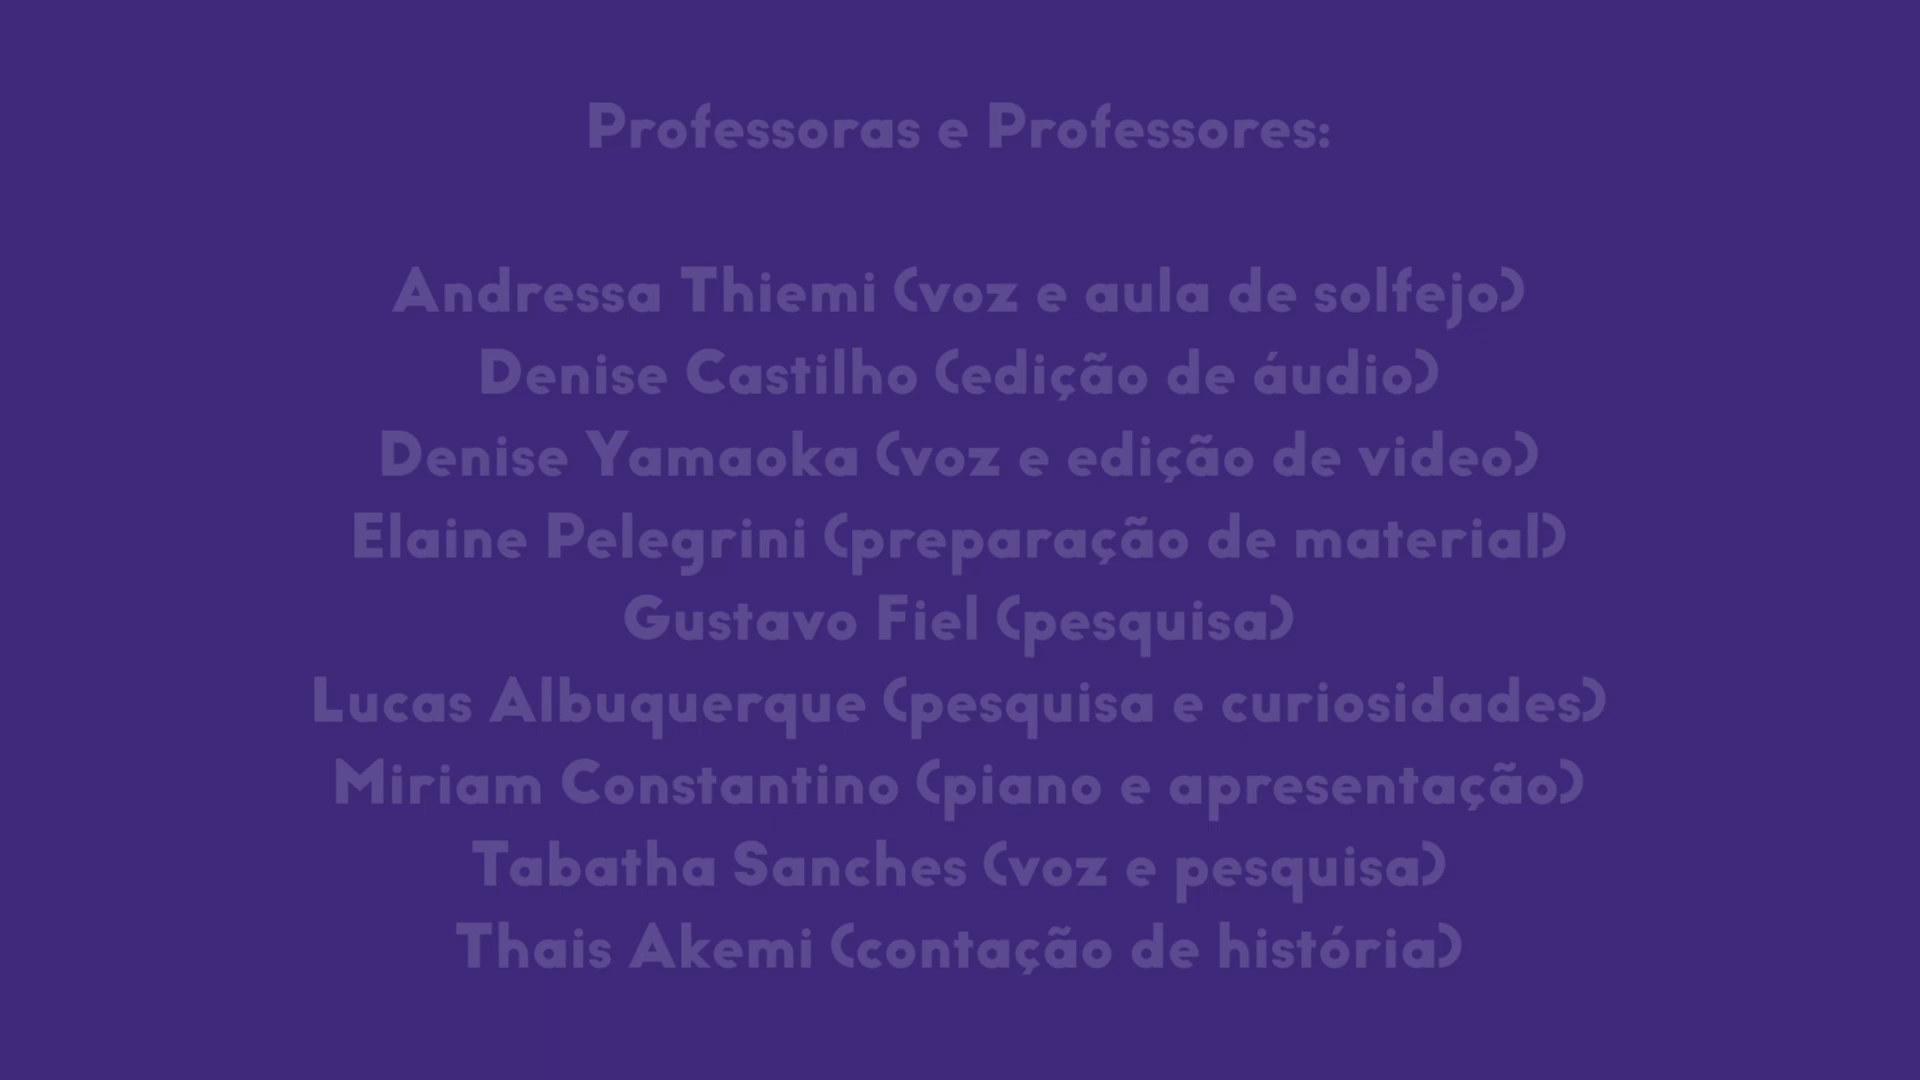 Professoras e Professores:
Andressa Thiemi (voz e aula de solfejo)
Denise Castilho (edição de áudio)
Denise Yamaoka (voz e edição de video)
Elaine Pelegrini (preparação de material)
Gustavo Fiel (pesquisa)
Lucas Albuquerque (pesquisa e curiosidades)
Miriam Constantino (piano e apresentação)
Tabatha Sanches (voz e pesquisa)
Thais Akemi (contação de história)